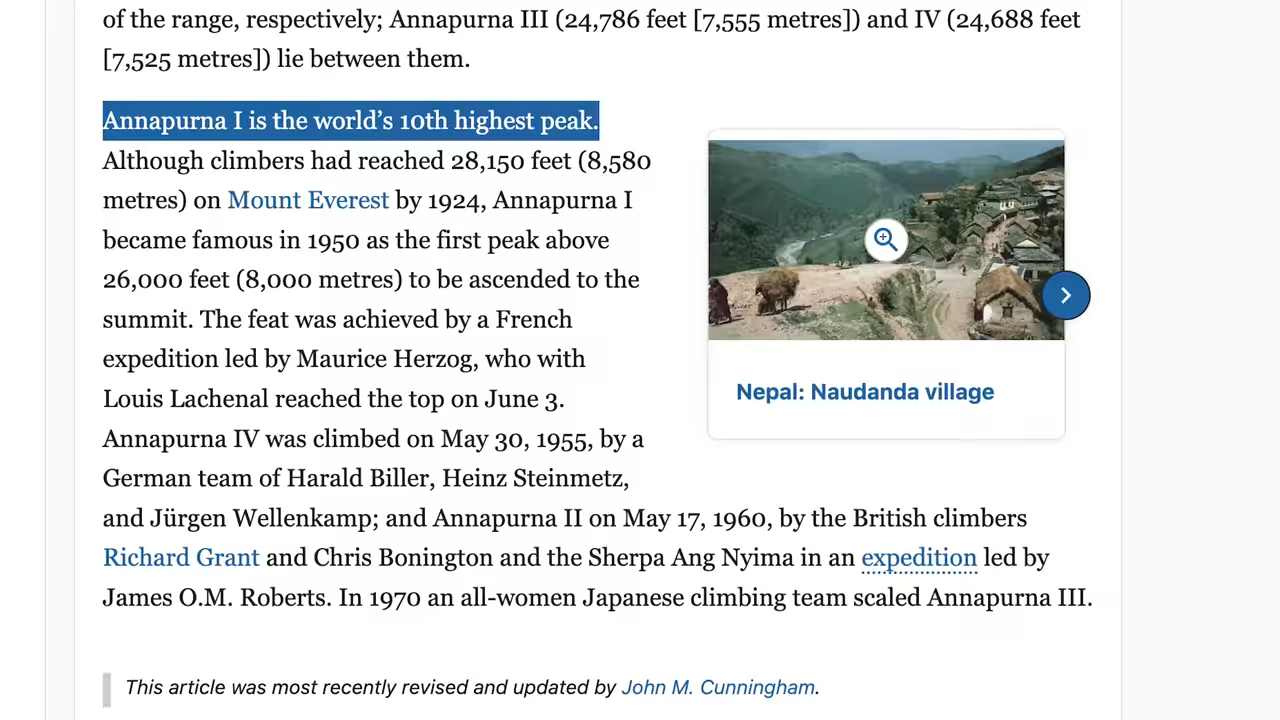 of the range, respectively; Annapurna III (24,786 feet [7,555 metres]) and IV (24,688 feet
[7,525 metres]) lie between them.
Annapurna I is the world’s 10th highest peak.
Although climbers had reached 28,150 feet (8,580
metres) on Mount Everest by 1924, Annapurna I
became famous in 1950 as the first peak above
26,000 feet (8,000 metres) to be ascended to the
summit. The feat was achieved by a French
expedition led by Maurice Herzog, who with
Louis Lachenal reached the top on June 3.
Annapurna IV was climbed on May 30, 1955, by a
German team of Harald Biller, Heinz Steinmetz,
and Jürgen Wellenkamp; and Annapurna II on May 17, 1960, by the British climbers
Richard Grant and Chris Bonington and the Sherpa Ang Nyima in an expedition led by
James O.M. Roberts. In 1970 an all-women Japanese climbing team scaled Annapurna III.
Nepal: Naudanda village
This article was most recently revised and updated by John M. Cunningham.